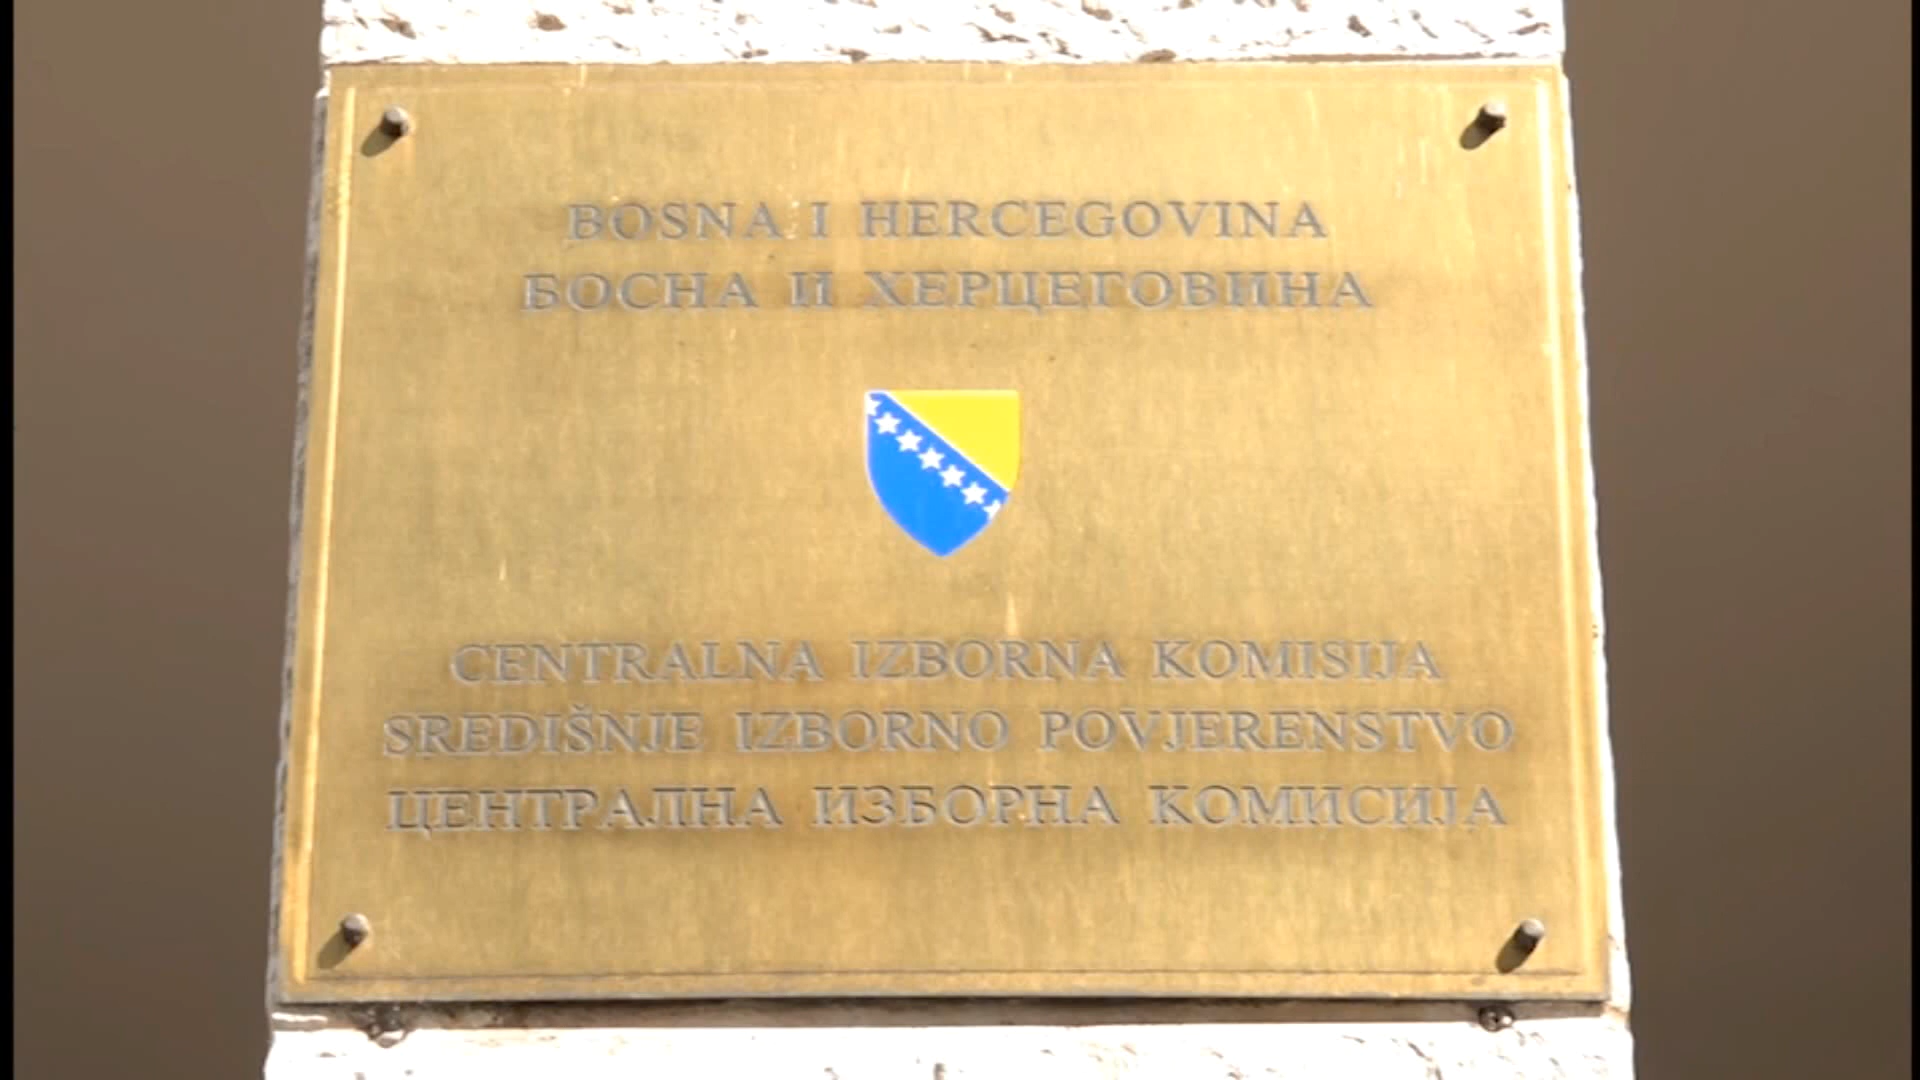 BOSNA I HERCEGOVINA
БОСНА И ХЕРЦЕГОВИНА
CENTRALNA IZBORNA KOMISIJA
SREDIŠNJE IZBORNO POVJERENSTVO
ЦЕНТРАЛНА ИЗБОРНА КОМИСИЈА